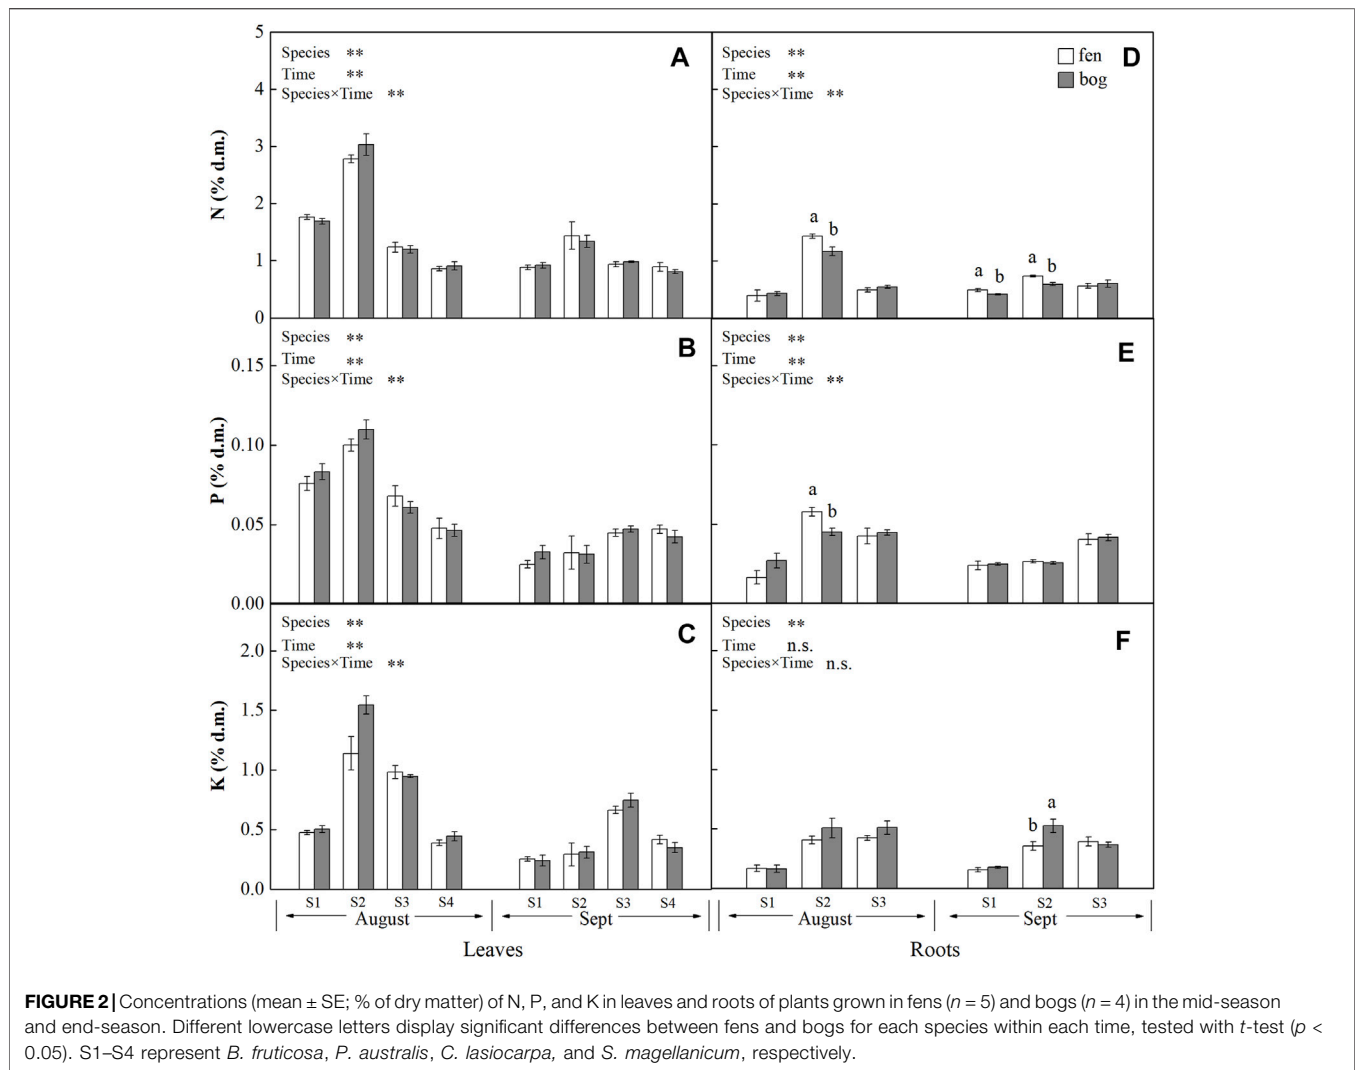 5
4
3
2
1
0
N (% d.m.)
Species **
Time **
Species×Time **
A
Species **
Time **
Species×Time **
D
fen
bog
a
b
a
b
a
b
0.15
0.10
0.05
0.00
P (% d.m.)
Species **
Time **
Species×Time **
B
Species **
Time **
Species×Time **
E
a
b
2.0
1.5
1.0
0.5
0.0
K (% d.m.)
Species **
Time **
Species×Time **
C
Species **
Time n.s.
Species×Time n.s.
F
b
a
S1 S2 S3 S4 S1 S2 S3 S4 S1 S2 S3 S1 S2 S3
August Sept August Sept
Leaves Roots
FIGURE 2 | Concentrations (mean ± SE; % of dry matter) of N, P, and K in leaves and roots of plants grown in fens (n = 5) and bogs (n = 4) in the mid-season
and end-season. Different lowercase letters display significant differences between fens and bogs for each species within each time, tested with t-test (p <
0.05). S1–S4 represent B. fruticosa, P. australis, C. lasiocarpa, and S. magellanicum, respectively.